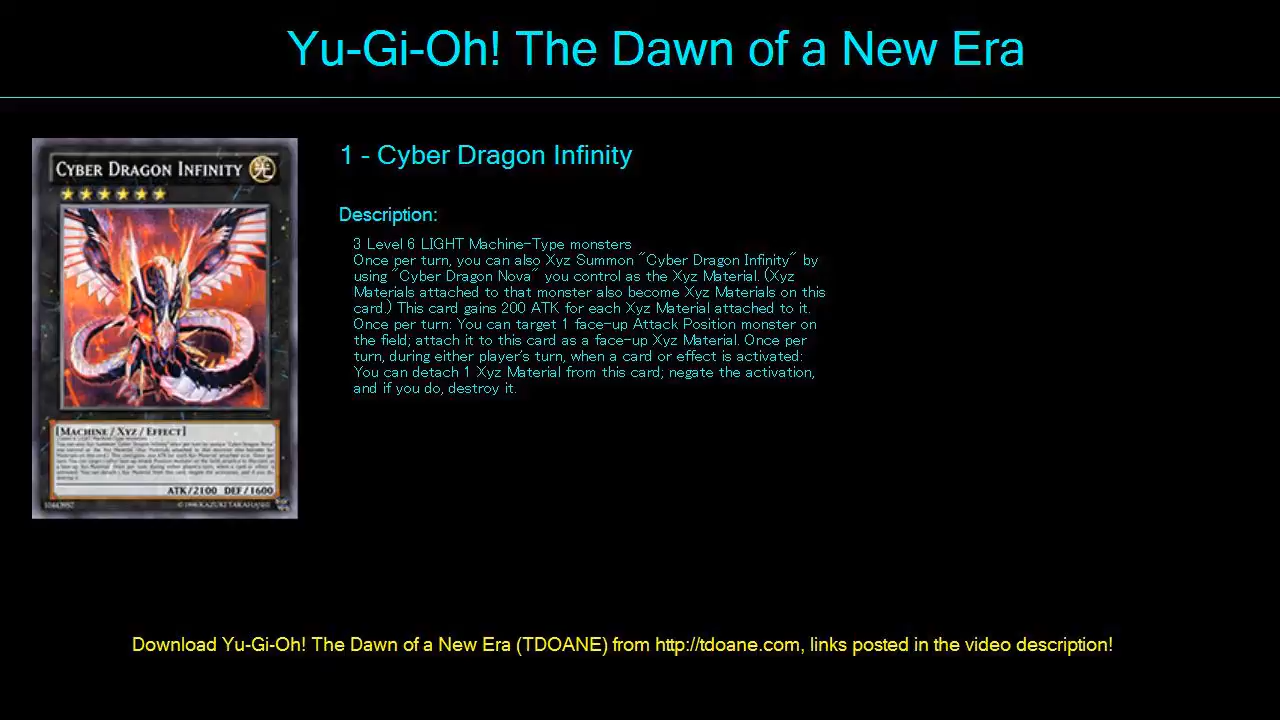 Yu-Gi-Oh! The Dawn of a New Era
CYBER DRAGON INFINITY 光
1 - Cyber Dragon Infinity
Description:
3 Level 6 LIGHT Machine-Type monsters
Once per turn, you can also Xyz Summon "Cyber Dragon Infinity" by
using "Cyber Dragon Nova" you control as the Xyz Material. (Xyz
Materials attached to that monster also become Xyz Materials on this
card.) This card gains 200 ATK for each Xyz Material attached to it.
Once per turn: You can target 1 face-up Attack Position monster on
the field; attach it to this card as a face-up Xyz Material. Once per
turn, during either player's turn, when a card or effect is activated:
You can detach 1 Xyz Material from this card; negate the activation,
and if you do, destroy it.
[MACHINE / XYZ / EFFECT]
ATK/2100 DEF/1600
©1996 KAZUKI TAKAHASHI
Download Yu-Gi-Oh! The Dawn of a New Era (TDOANE) from http://tdoane.com, links posted in the video description!